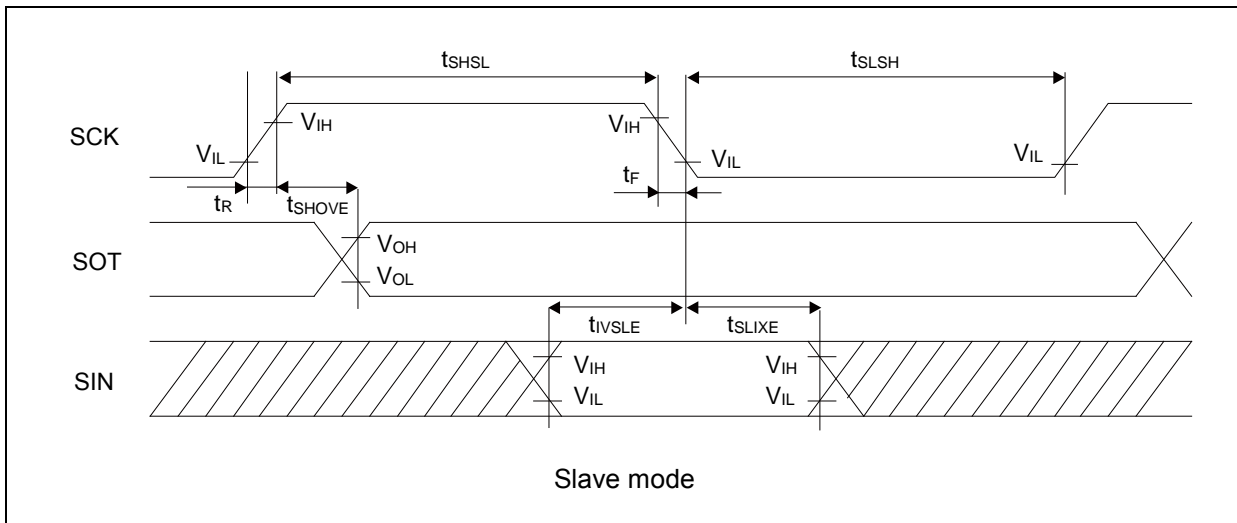 tSHSL
tSLSH
SCK
VIH
VIH
VIL
VIL
VIL
tR
tSHOVE
tF
SOT
VOH
VOL
tIVSLE
tSLIXE
SIN
VIH
VIH
VIL
VIL
Slave mode